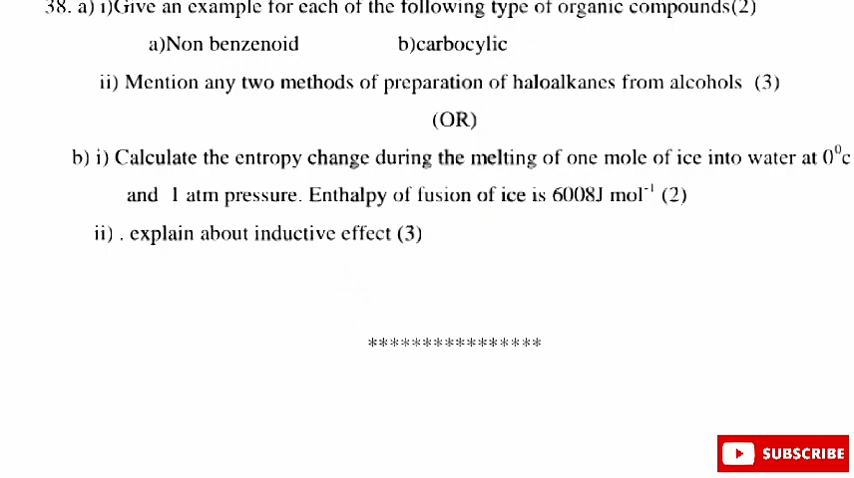 38. a) i)Give an example for each of the following type of organic compounds(2)
a)Non benzenoid b)carbocylic
ii) Mention any two methods of preparation of haloalkanes from alcohols (3)
(OR)
b) i) Calculate the entropy change during the melting of one mole of ice into water at 0⁰c
and 1 atm pressure. Enthalpy of fusion of ice is 6008J mol⁻¹ (2)
ii) . explain about inductive effect (3)
****************
SUBSCRIBE